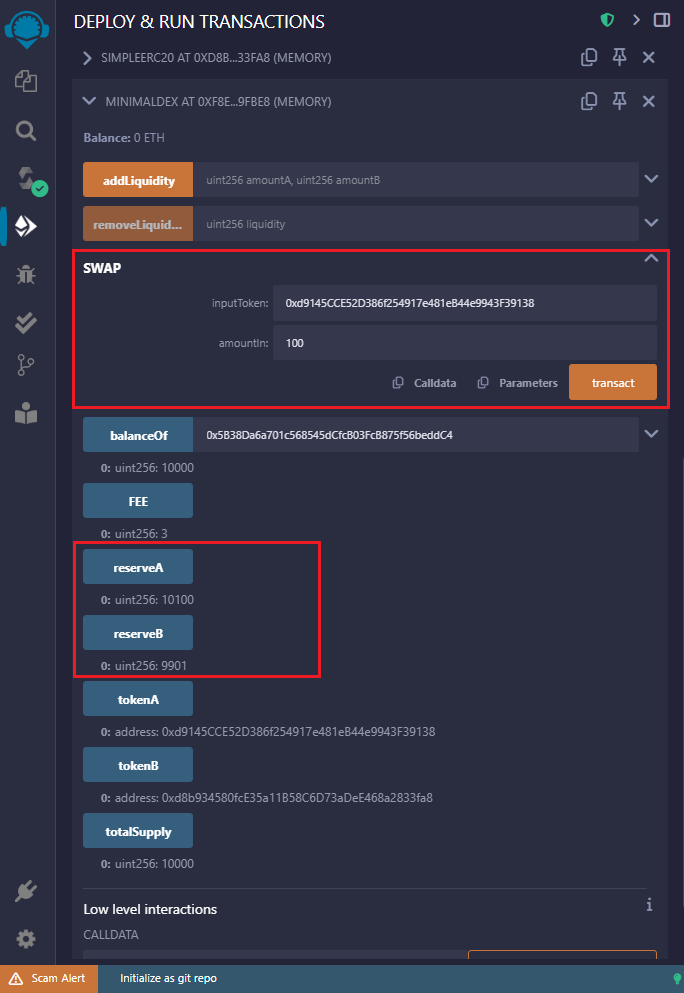 DEPLOY & RUN TRANSACTIONS
SIMPLEERC20 AT 0XD8B...33FA8 (MEMORY)
MINIMALDEX AT 0XF8E...9FBE8 (MEMORY)
Balance: 0 ETH
addLiquidity uint256 amountA, uint256 amountB
removeLiquid... uint256 liquidity
SWAP
inputToken: 0xd9145CCE52D386f254917e481eB44e9943F39138
amountIn: 100
Calldata Parameters transact
balanceOf 0x5B38Da6a701c568545dCfcB03FcB875f56beddC4
0: uint256: 10000
FEE
0: uint256: 3
reserveA
0: uint256: 10100
reserveB
0: uint256: 9901
tokenA
0: address: 0xd9145CCE52D386f254917e481eB44e9943F39138
tokenB
0: address: 0xd8b934580fcE35a11B58C6D73aDeE468a2833fa8
totalSupply
0: uint256: 10000
Low level interactions i
CALLDATA
Scam Alert Initialize as git repo